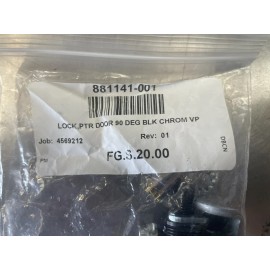 881141-001
LOCK,PTR DOOR 90 DEG BLK CHROM VP
Job: 4569212
Rev: 01
FG.S.20.00